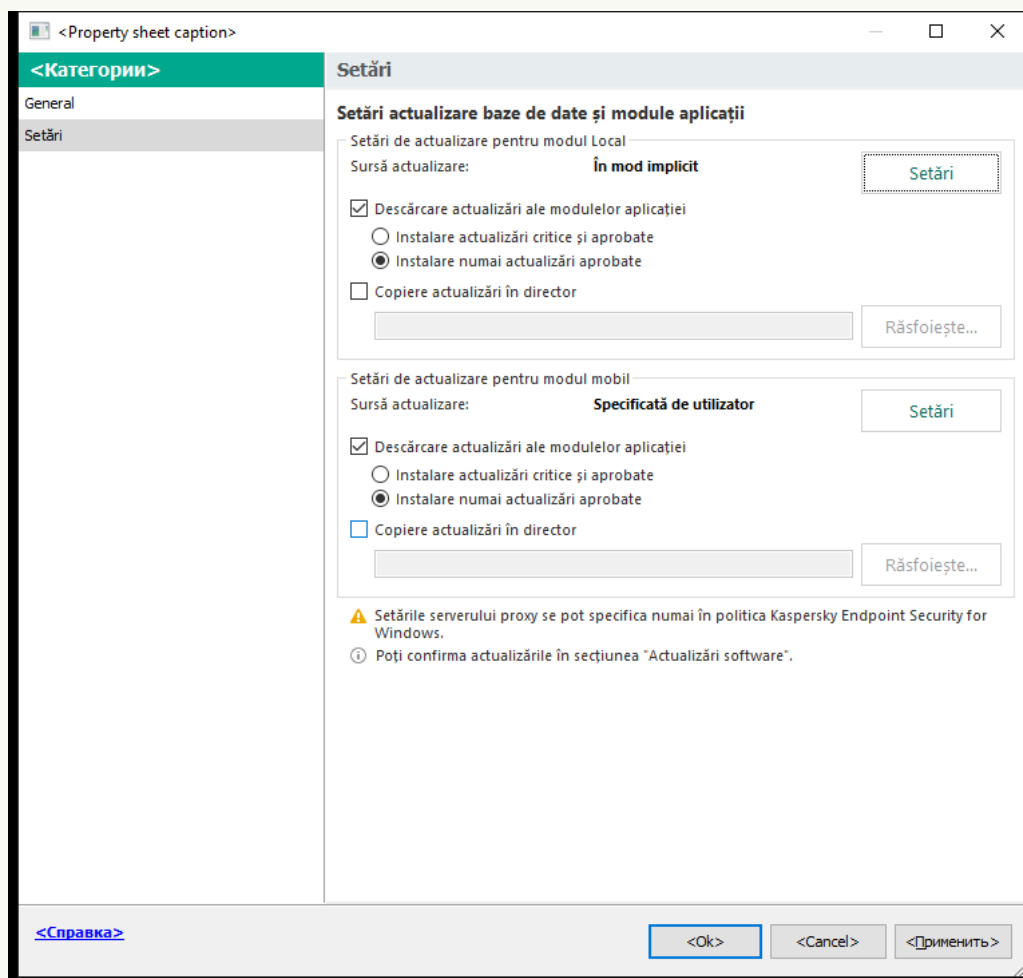 <Property sheet caption>
<Категории>
General
Setări
Setări
Setări actualizare baze de date și module aplicații
Setări de actualizare pentru modul Local
Sursă actualizare: În mod implicit Setări
Descărcare actualizări ale modulelor aplicației
Instalare actualizări critice și aprobate
Instalare numai actualizări aprobate
Copiere actualizări în director
Răsfoiește...
Setări de actualizare pentru modul mobil
Sursă actualizare: Specificată de utilizator Setări
Descărcare actualizări ale modulelor aplicației
Instalare actualizări critice și aprobate
Instalare numai actualizări aprobate
Copiere actualizări în director
Răsfoiește...
Setările serverului proxy se pot specifica numai în politica Kaspersky Endpoint Security for
Windows.
Poți confirma actualizările în secțiunea "Actualizări software".
<Справка>
<Ok> <Cancel> <Применить>